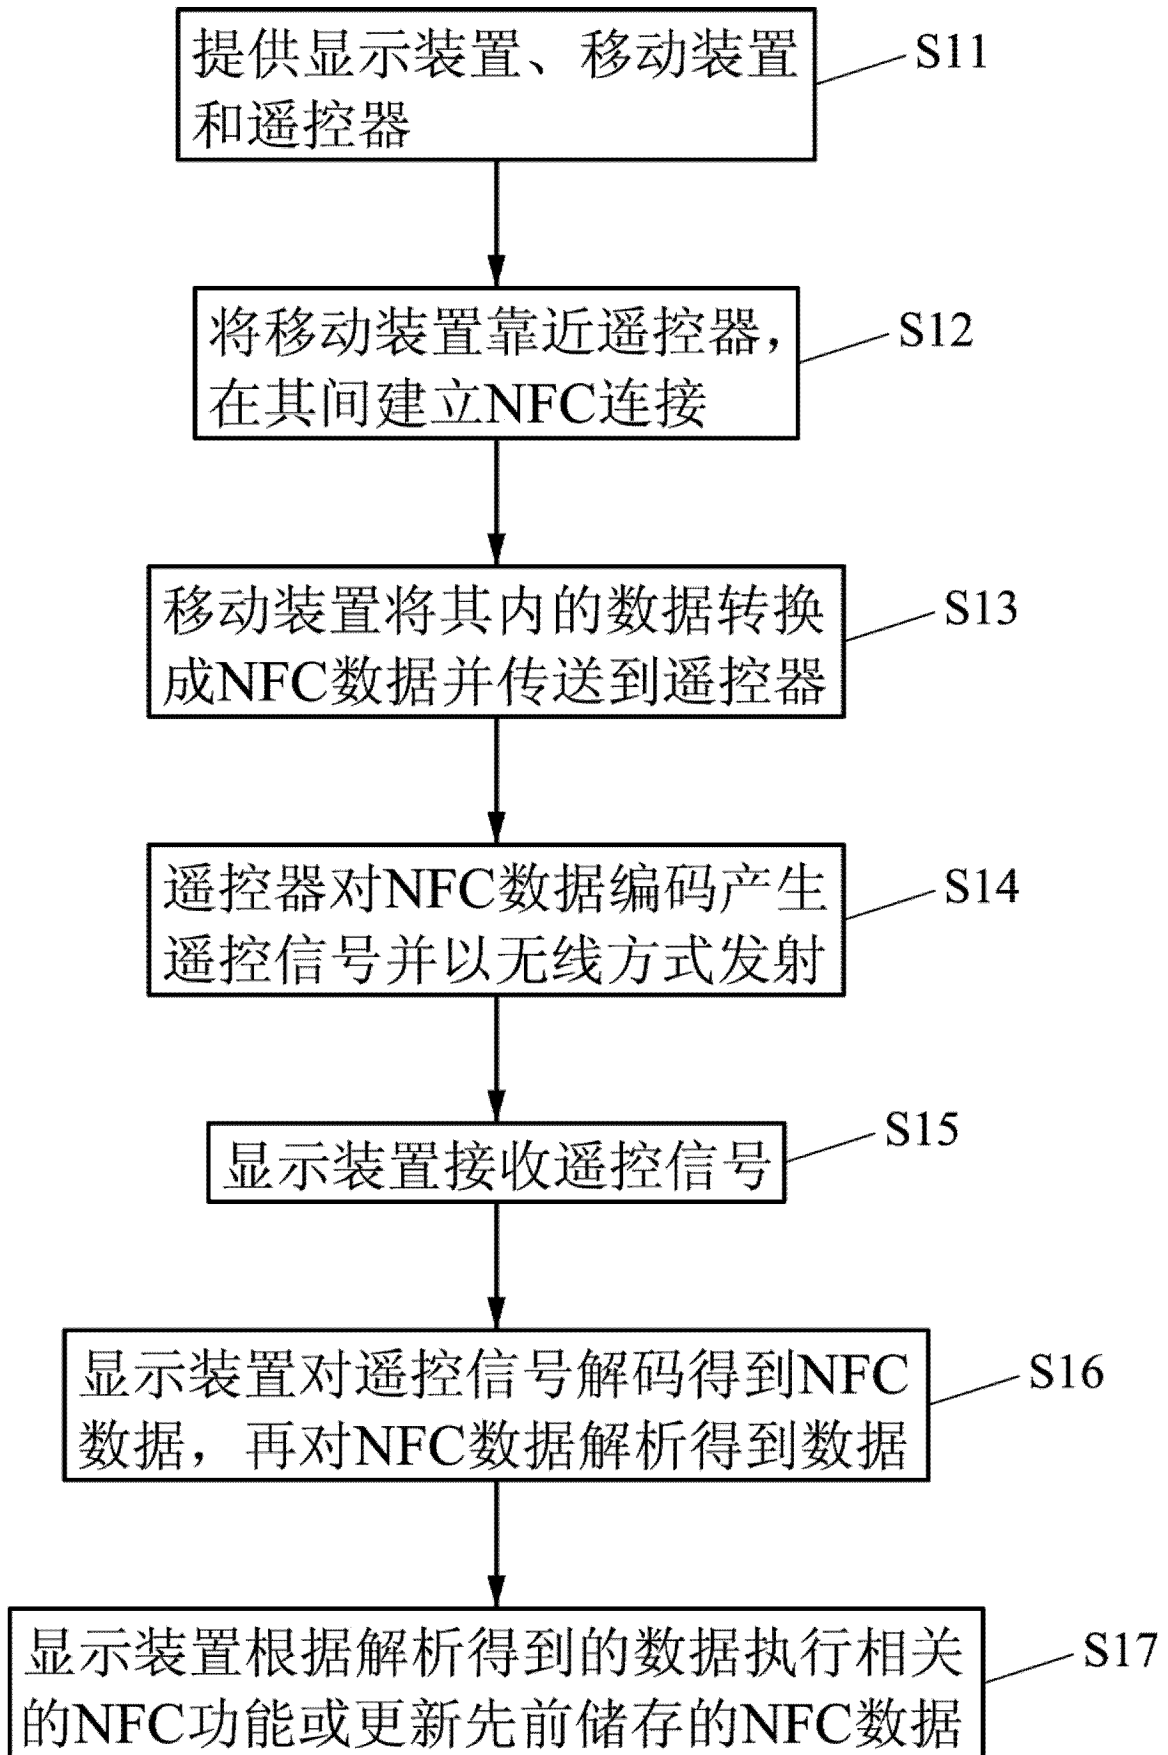 提供显示装置、移动装置
和遥控器
S11
将移动装置靠近遥控器，
在其间建立NFC连接
S12
移动装置将其内的数据转换
成NFC数据并传送到遥控器
S13
遥控器对NFC数据编码产生
遥控信号并以无线方式发射
S14
显示装置接收遥控信号
S15
显示装置对遥控信号解码得到NFC
数据，再对NFC数据解析得到数据
S16
显示装置根据解析得到的数据执行相关
的NFC功能或更新先前储存的NFC数据
S17